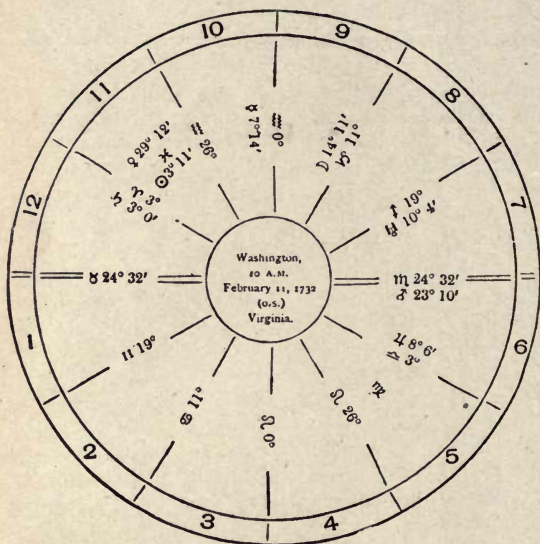 10
9
11
8
☿ 7° 14'
♒ 0°
☽ 14° 11'
♑ 11°
♒ 26°
♀ 29° 12'
♓
☉ 3° 11'
♈ 3°
♄ 3° 0'
♐ 19°
♅ 10° 4'
12
7
♉ 24° 32'
Washington,
10 A.M.
February 11, 1732
(O.S.)
Virginia.
♏ 24° 32'
♂ 23° 10'
1
6
♊ 19°
♃ 8° 6'
♎ 3°
♍
♋ 11°
♌ 0°
♌ 26°
2
5
3
4